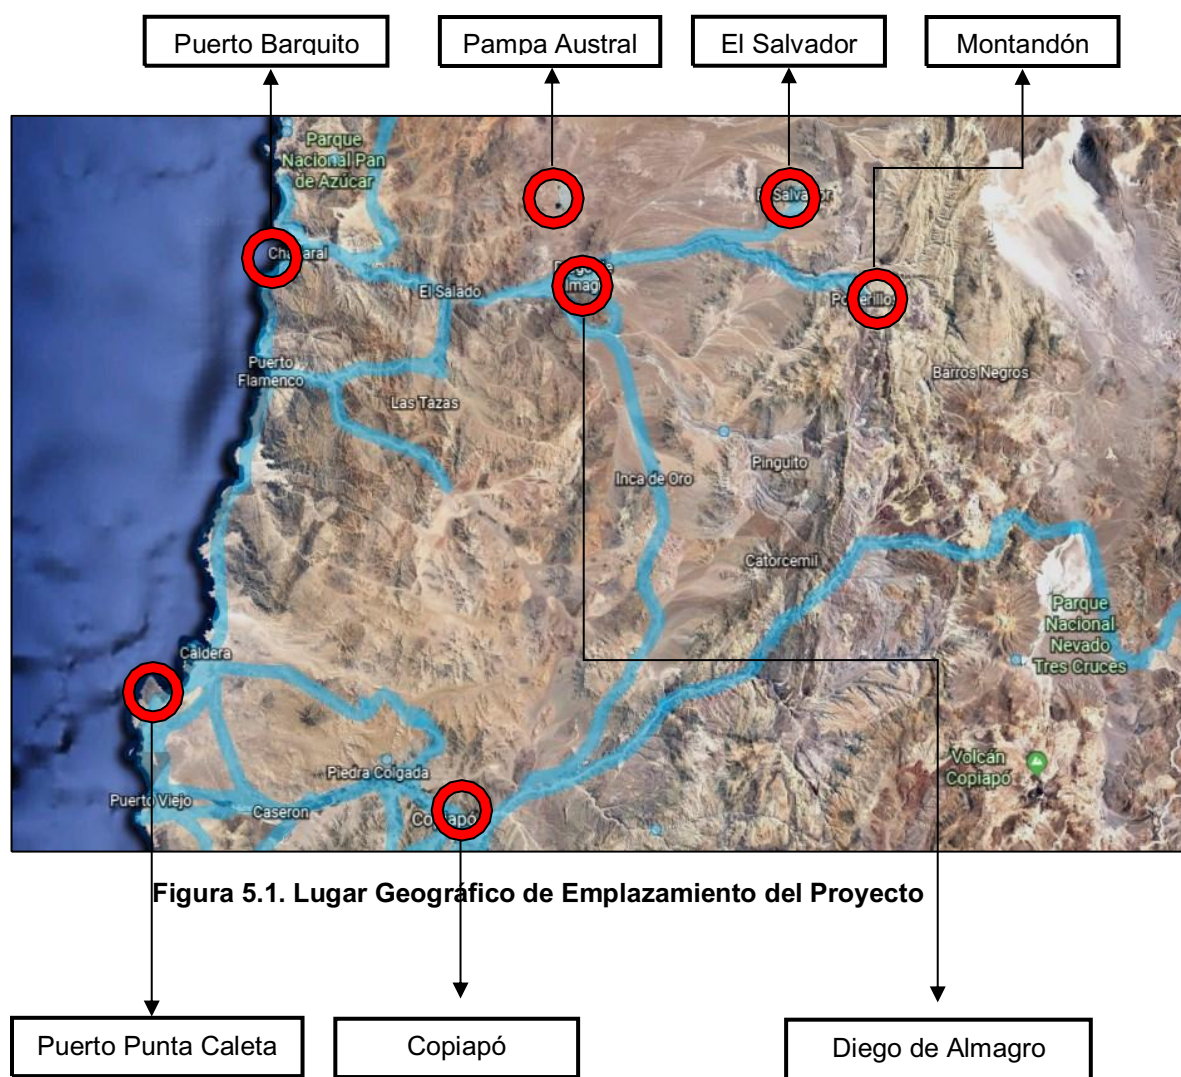 Puerto Barquito
Pampa Austral
El Salvador
Montandón
Parque
Nacional Pan
de Azúcar
El Salado
Puerto
Flamenco
Las Tazas
Barros Negros
Inca de Oro
Pinguito
Catorcemil
Parque
Nacional
Nevado
Tres Cruces
Caldera
Piedra Colgada
Volcán
Copiapó
Puerto Viejo
Caseron
Copiapó
Figura 5.1. Lugar Geográfico de Emplazamiento del Proyecto
Puerto Punta Caleta
Copiapó
Diego de Almagro